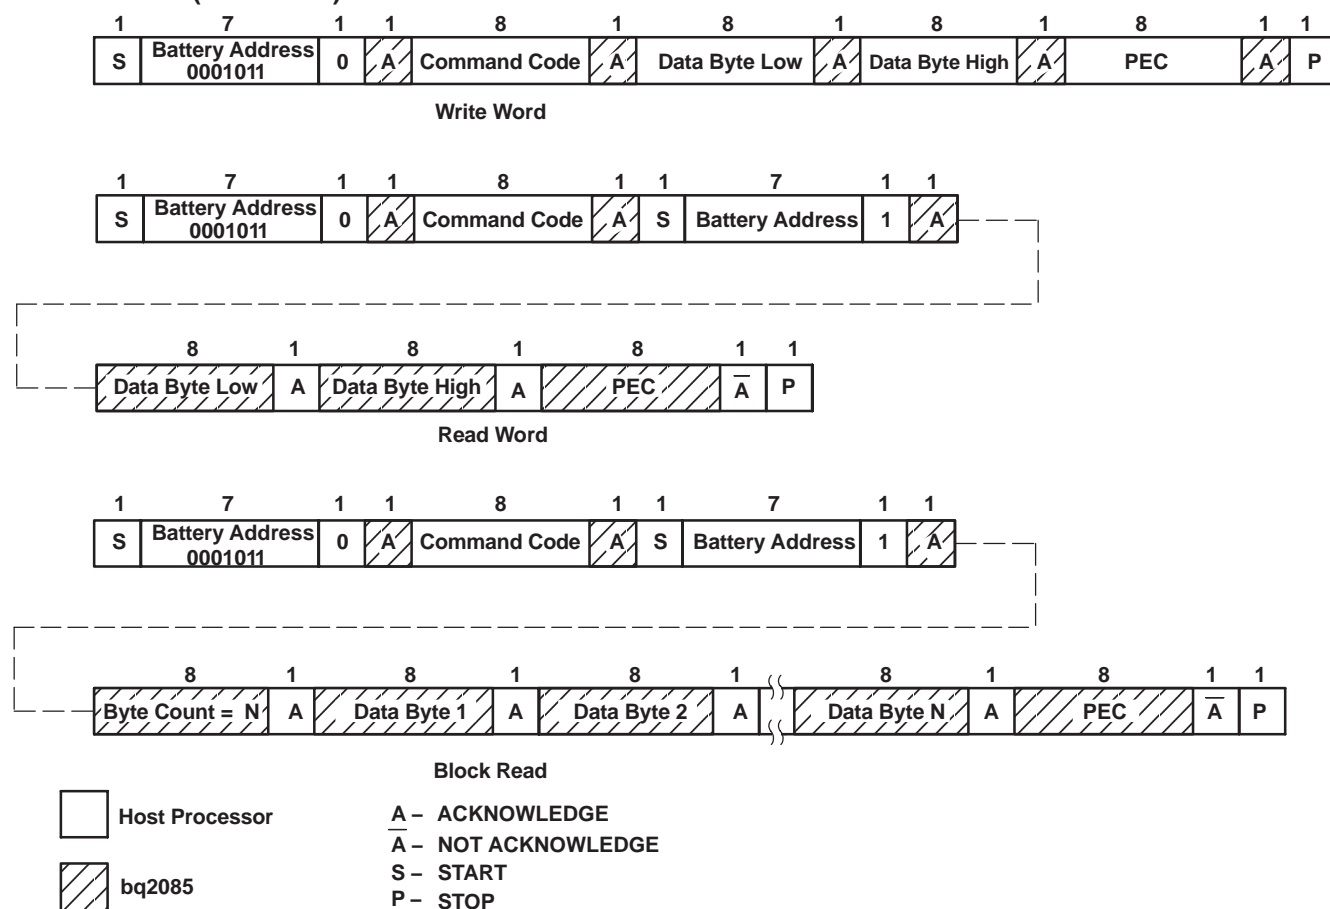 1 7 1 1 8 1 8 1 8 1 8 1 1
S Battery Address 0 A Command Code A Data Byte Low A Data Byte High A PEC A P
0001011
Write Word
1 7 1 1 8 1 1 7 1 1
S Battery Address 0 A Command Code A S Battery Address 1 A
0001011
8 1 8 1 8 1 1
Data Byte Low A Data Byte High A PEC A̅ P
Read Word
1 7 1 1 8 1 1 7 1 1
S Battery Address 0 A Command Code A S Battery Address 1 A
0001011
8 1 8 1 8 1 8 1 8 1 1
Byte Count = N A Data Byte 1 A Data Byte 2 A Data Byte N A PEC A̅ P
Block Read
Host Processor
bq2085
A – ACKNOWLEDGE
A̅ – NOT ACKNOWLEDGE
S – START
P – STOP